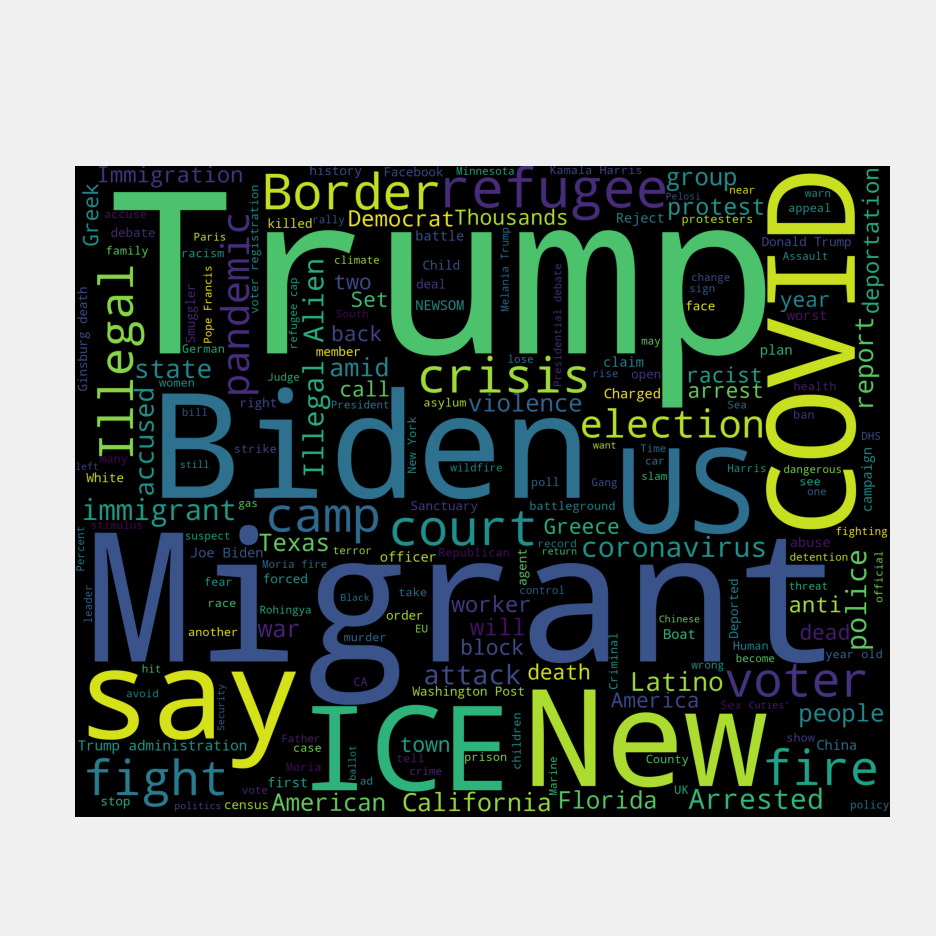 Immigration
history
Facebook
Minnesota
Kamala Harris
Greek
Border
refugee
group
near
warn
deportation
accuse
killed
rally
Democrat
Thousands
Reject
Pelosi
protest
protesters
appeal
debate
Paris
pandemic
voter registration
Trump
battle
Melania Trump
COVID
Donald Trump
family
racism
climate
Child
change
Assault
Illegal
Smuggler
Pope Francis
refugee cap
Illegal Alien
two
deal
Presidential debate
sign
year
Ginsburg death
Set
NEWSOM
face
worst
South
back
German
member
amid
lose
may
plan
report
state
women
Judge
call
crisis
rise
claim
open
racist
health
accused
bill
right
President
asylum
violence
Charged
arrest
Sea
ban
Biden
New York
election
left
many
strike
want
US
Time
DHS
White
still
wildfire
poll
Gang
car
slam
Harris
dangerous
see
one
campaign
immigrant
gas
camp
Sanctuary
battleground
stimulus
suspect
court
Greece
fighting
Percent
Joe Biden
Texas
terror
officer
Republican
record
return
coronavirus
abuse
detention
Moria fire
agent
official
leader
fear
forced
Migrant
Black
take
control
Deported
threat
police
race
Rohingya
order
worker
Chinese
anti
another
war
murder
EU
will
Boat
dead
block
Criminal
Human
wrong
become
year old
hit
say
CA
attack
death
Latino
voter
avoid
Security
Washington Post
America
Sex
Cuties'
ICE
New
people
Trump administration
Father
case
ballot
town
children
show
China
fight
Moria
tell
prison
County
fire
first
ad
crime
Marine
UK
stop
politics
vote
census
American
California
Florida
Arrested
policy